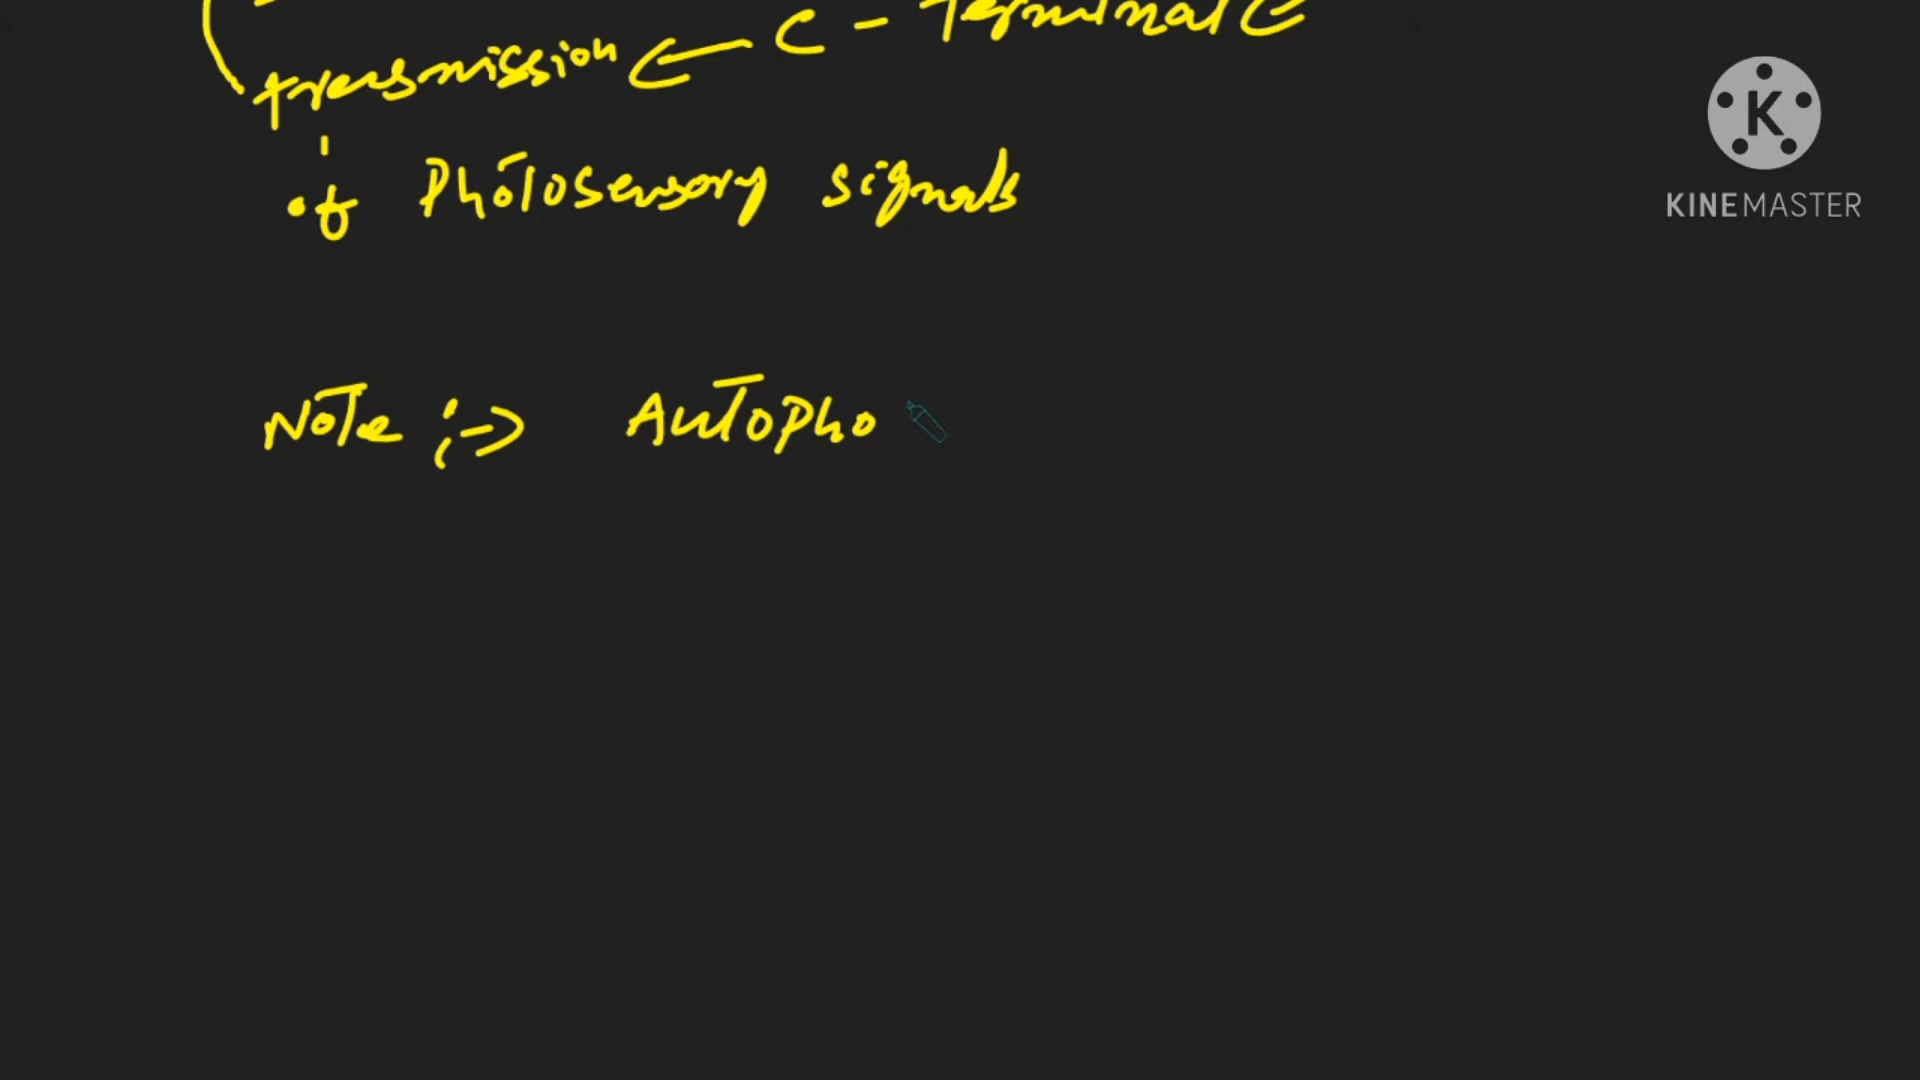 transmission ← C - Terminal ←
of Photosensory signals
Note :→ Autopho
K
KINEMASTER